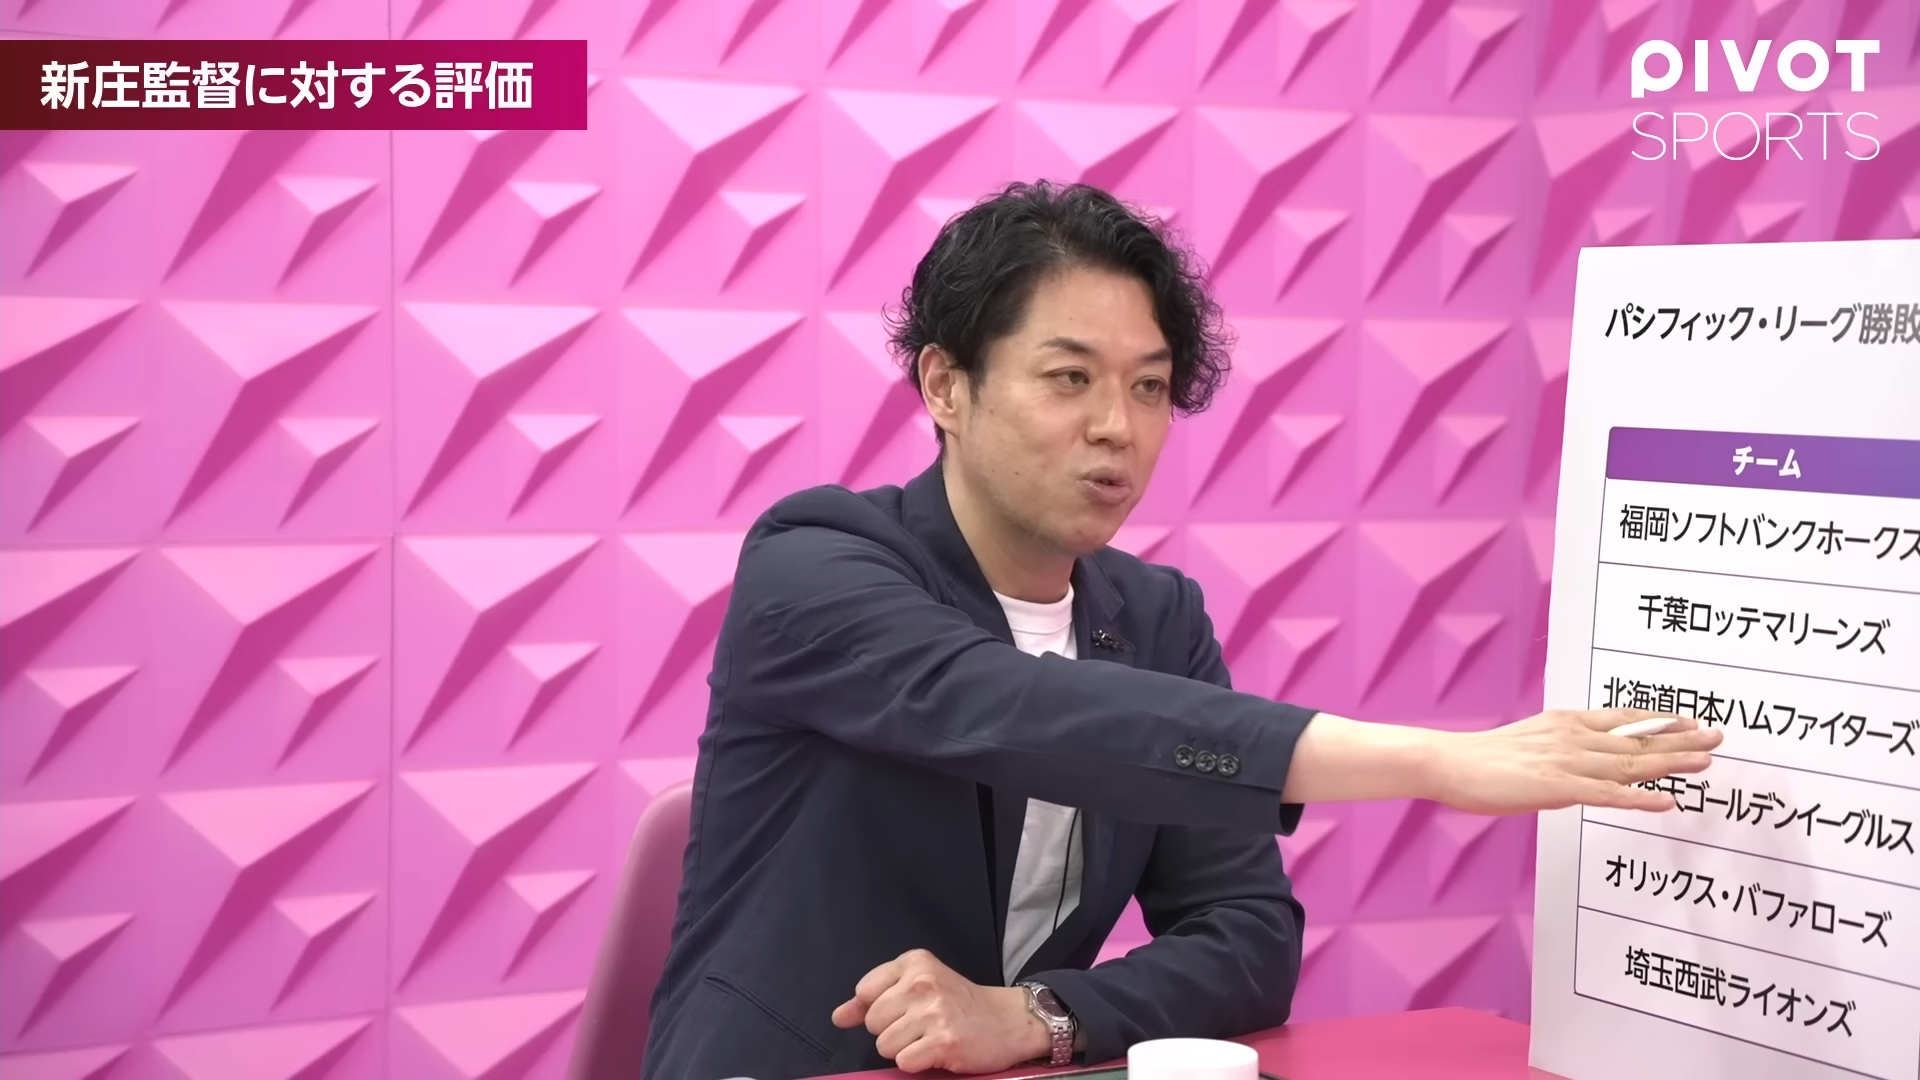 新庄監督に対する評価
PIVOT
SPORTS
パシフィック・リーグ勝敗
チーム
福岡ソフトバンクホークス
千葉ロッテマリーンズ
北海道日本ハムファイターズ
楽天ゴールデンイーグルス
オリックス・バファローズ
埼玉西武ライオンズ